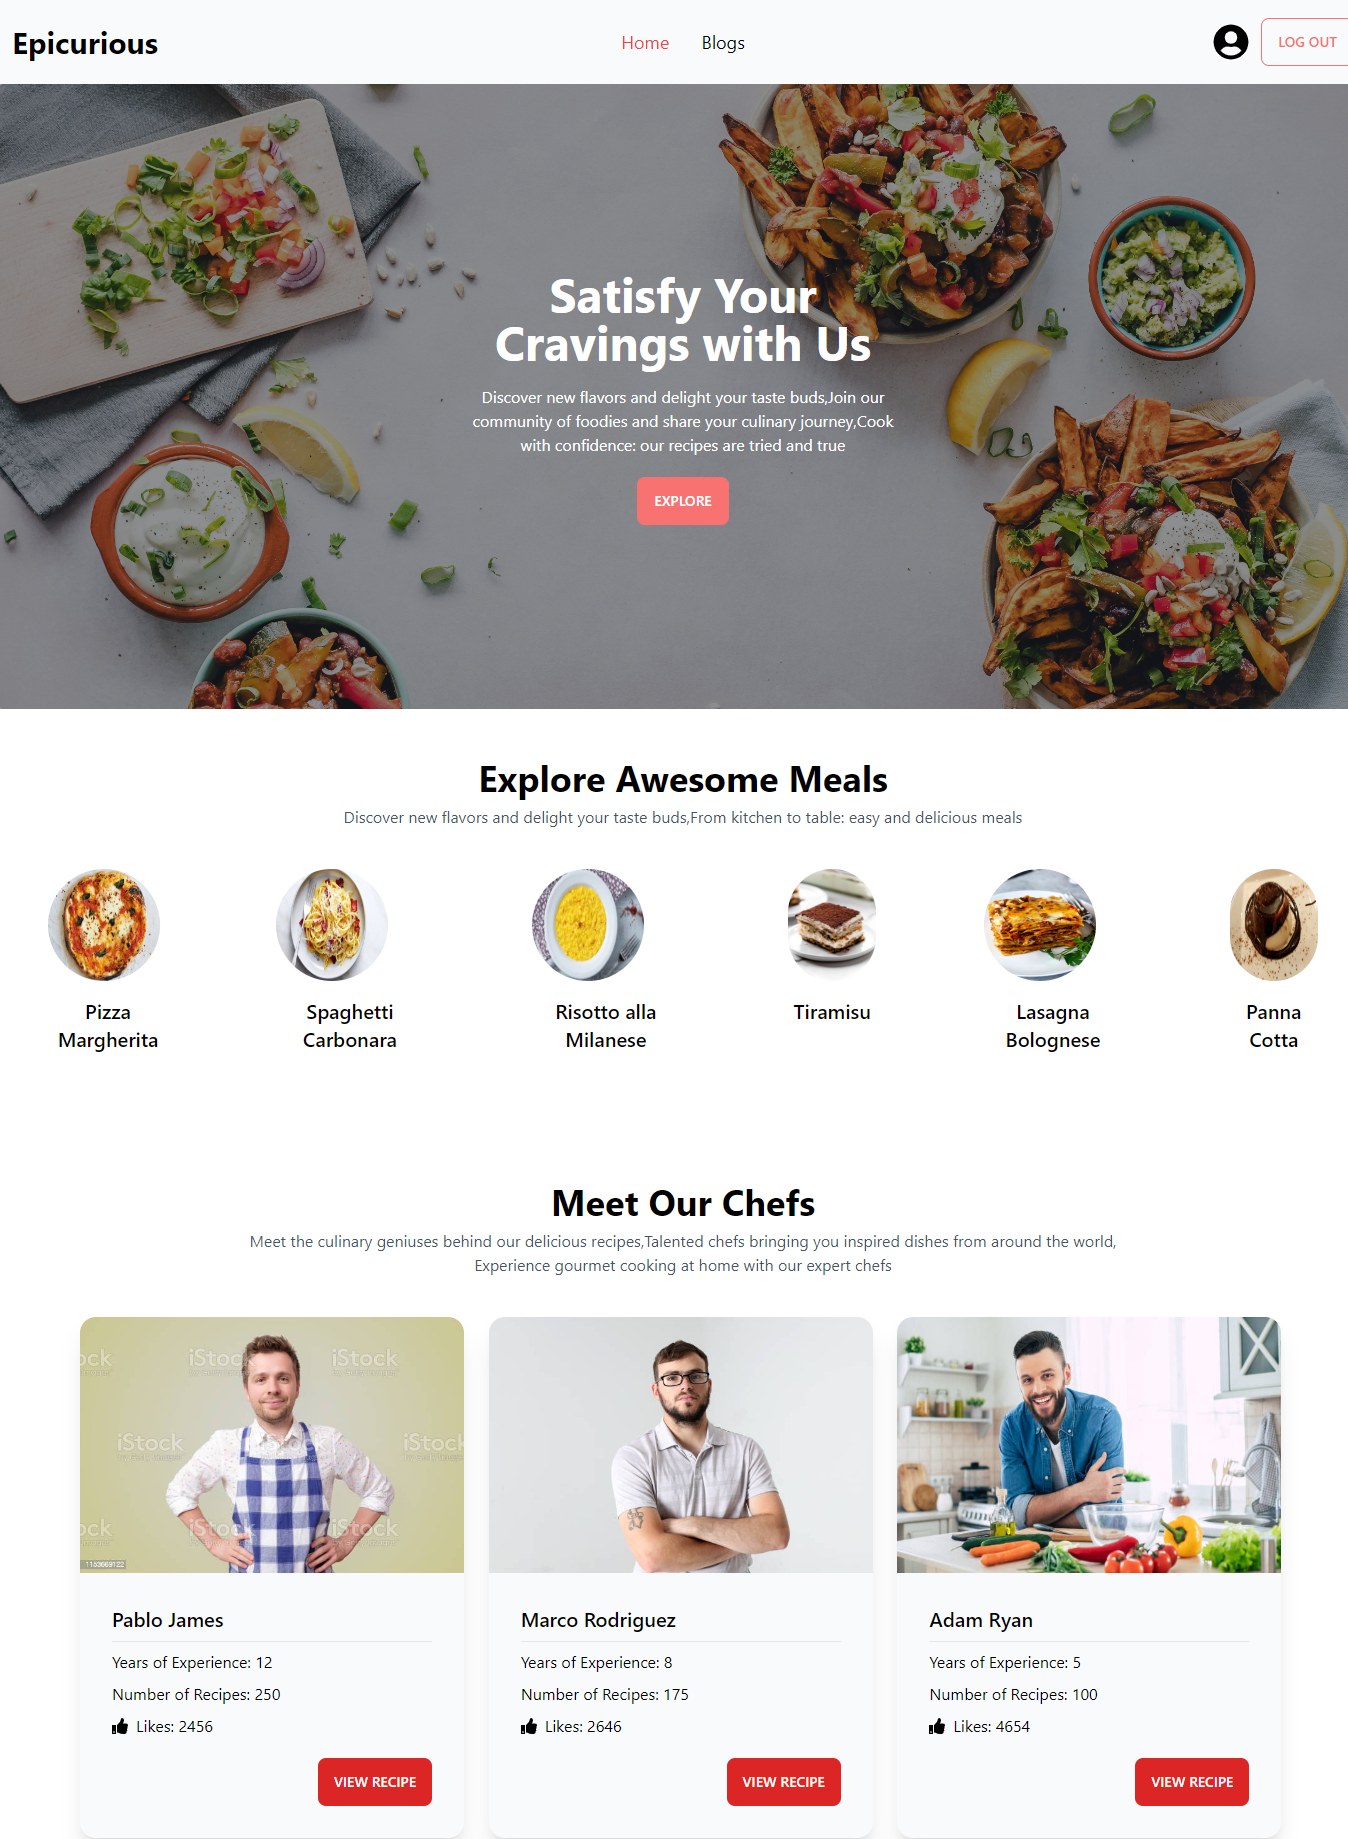 Epicurious
Home
Blogs
LOG OUT
Satisfy Your
Cravings with Us
Discover new flavors and delight your taste buds,Join our
community of foodies and share your culinary journey,Cook
with confidence: our recipes are tried and true
EXPLORE
Explore Awesome Meals
Discover new flavors and delight your taste buds,From kitchen to table: easy and delicious meals
Pizza
Margherita
Spaghetti
Carbonara
Risotto alla
Milanese
Tiramisu
Lasagna
Bolognese
Panna
Cotta
Meet Our Chefs
Meet the culinary geniuses behind our delicious recipes,Talented chefs bringing you inspired dishes from around the world,
Experience gourmet cooking at home with our expert chefs
iStock
iStock
iStock
iStock
iStock
iStock
iStock
1153669122
Pablo James
Years of Experience: 12
Number of Recipes: 250
Likes: 2456
VIEW RECIPE
Marco Rodriguez
Years of Experience: 8
Number of Recipes: 175
Likes: 2646
VIEW RECIPE
Adam Ryan
Years of Experience: 5
Number of Recipes: 100
Likes: 4654
VIEW RECIPE